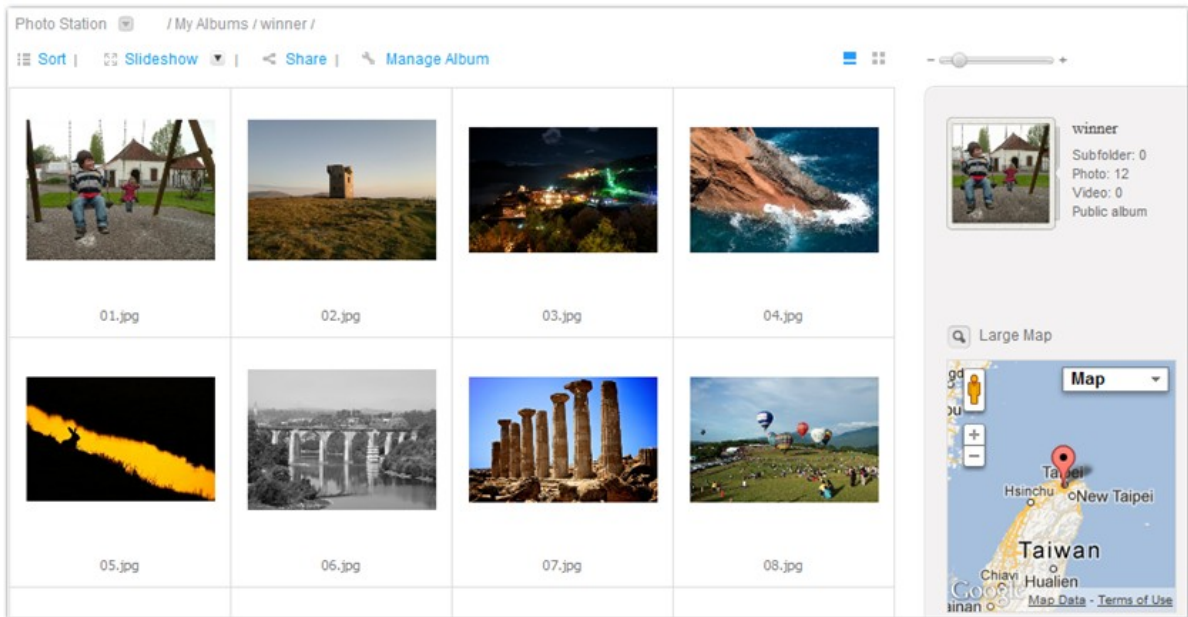 Photo Station / My Albums / winner /
Sort | Slideshow | Share | Manage Album
- +
01.jpg 02.jpg 03.jpg 04.jpg
05.jpg 06.jpg 07.jpg 08.jpg
winner
Subfolder: 0
Photo: 12
Video: 0
Public album
Large Map
Map
+
-
Taipei
Hsinchu New Taipei
Taiwan
Chiayi Hualien
Google
Map Data - Terms of Use